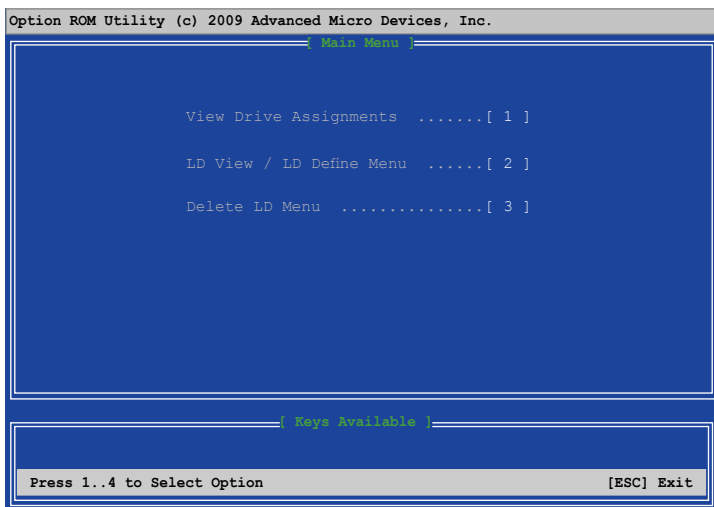 Option ROM Utility (c) 2009 Advanced Micro Devices, Inc.
[ Main Menu ]
View Drive Assignments .......[ 1 ]
LD View / LD Define Menu ......[ 2 ]
Delete LD Menu ...............[ 3 ]
[ Keys Available ]
Press 1..4 to Select Option [ESC] Exit